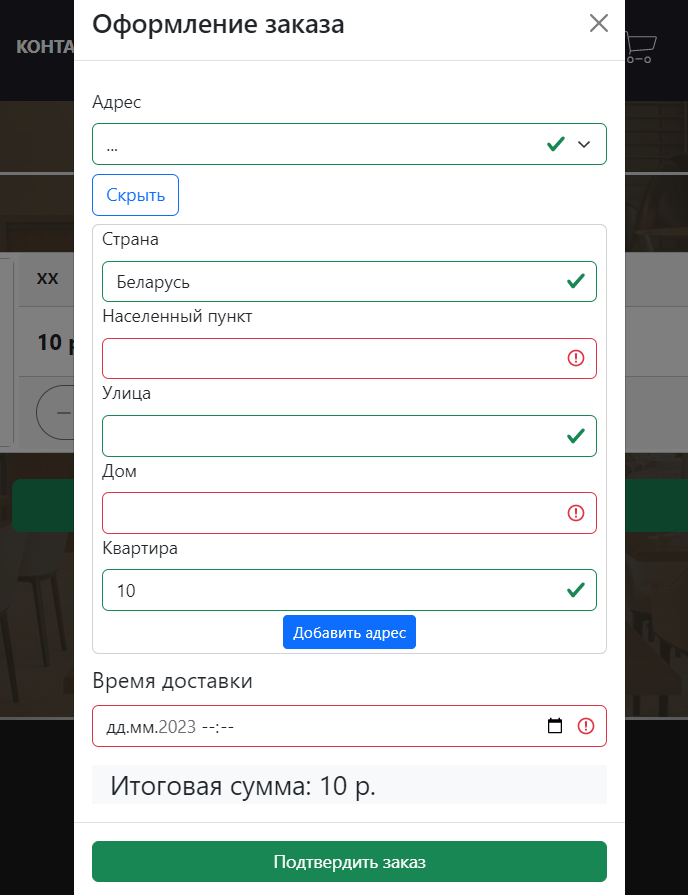 Оформление заказа
КОНТА
Адрес
...
Скрыть
Страна
Беларусь
XX
Населенный пункт
10 р
Улица
Дом
Квартира
10
Добавить адрес
Время доставки
дд.мм.2023 --:--
Итоговая сумма: 10 р.
Подтвердить заказ